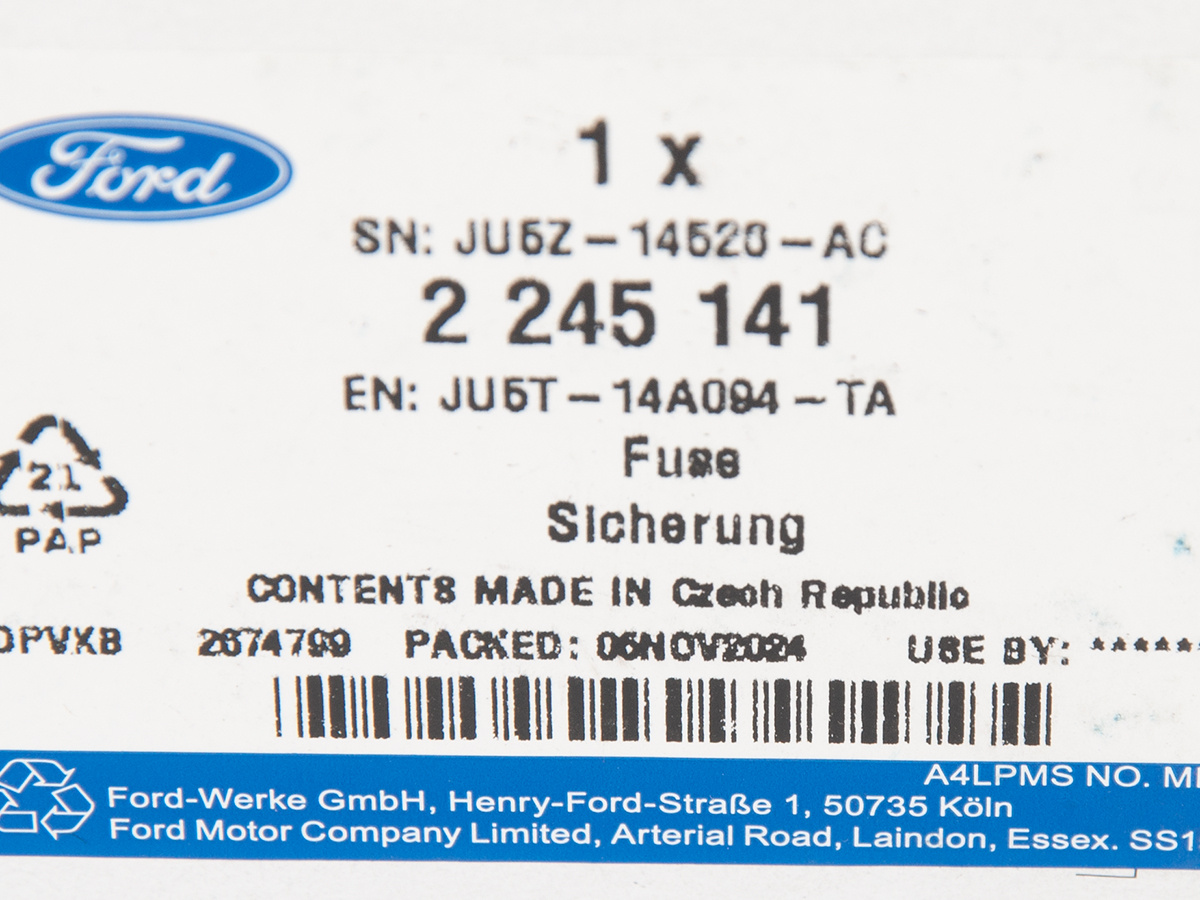 Ford
1 x
SN: JU5Z-14526-AC
2 245 141
EN: JU5T-14A094-TA
Fuse
Sicherung
21
PAP
CONTENTS MADE IN Czech Republic
OPVXB 2674799 PACKED: 06NOV2024 USE BY: ******
A4LPMS NO.
Ford-Werke GmbH, Henry-Ford-Straße 1, 50735 Köln
Ford Motor Company Limited, Arterial Road, Laindon, Essex.